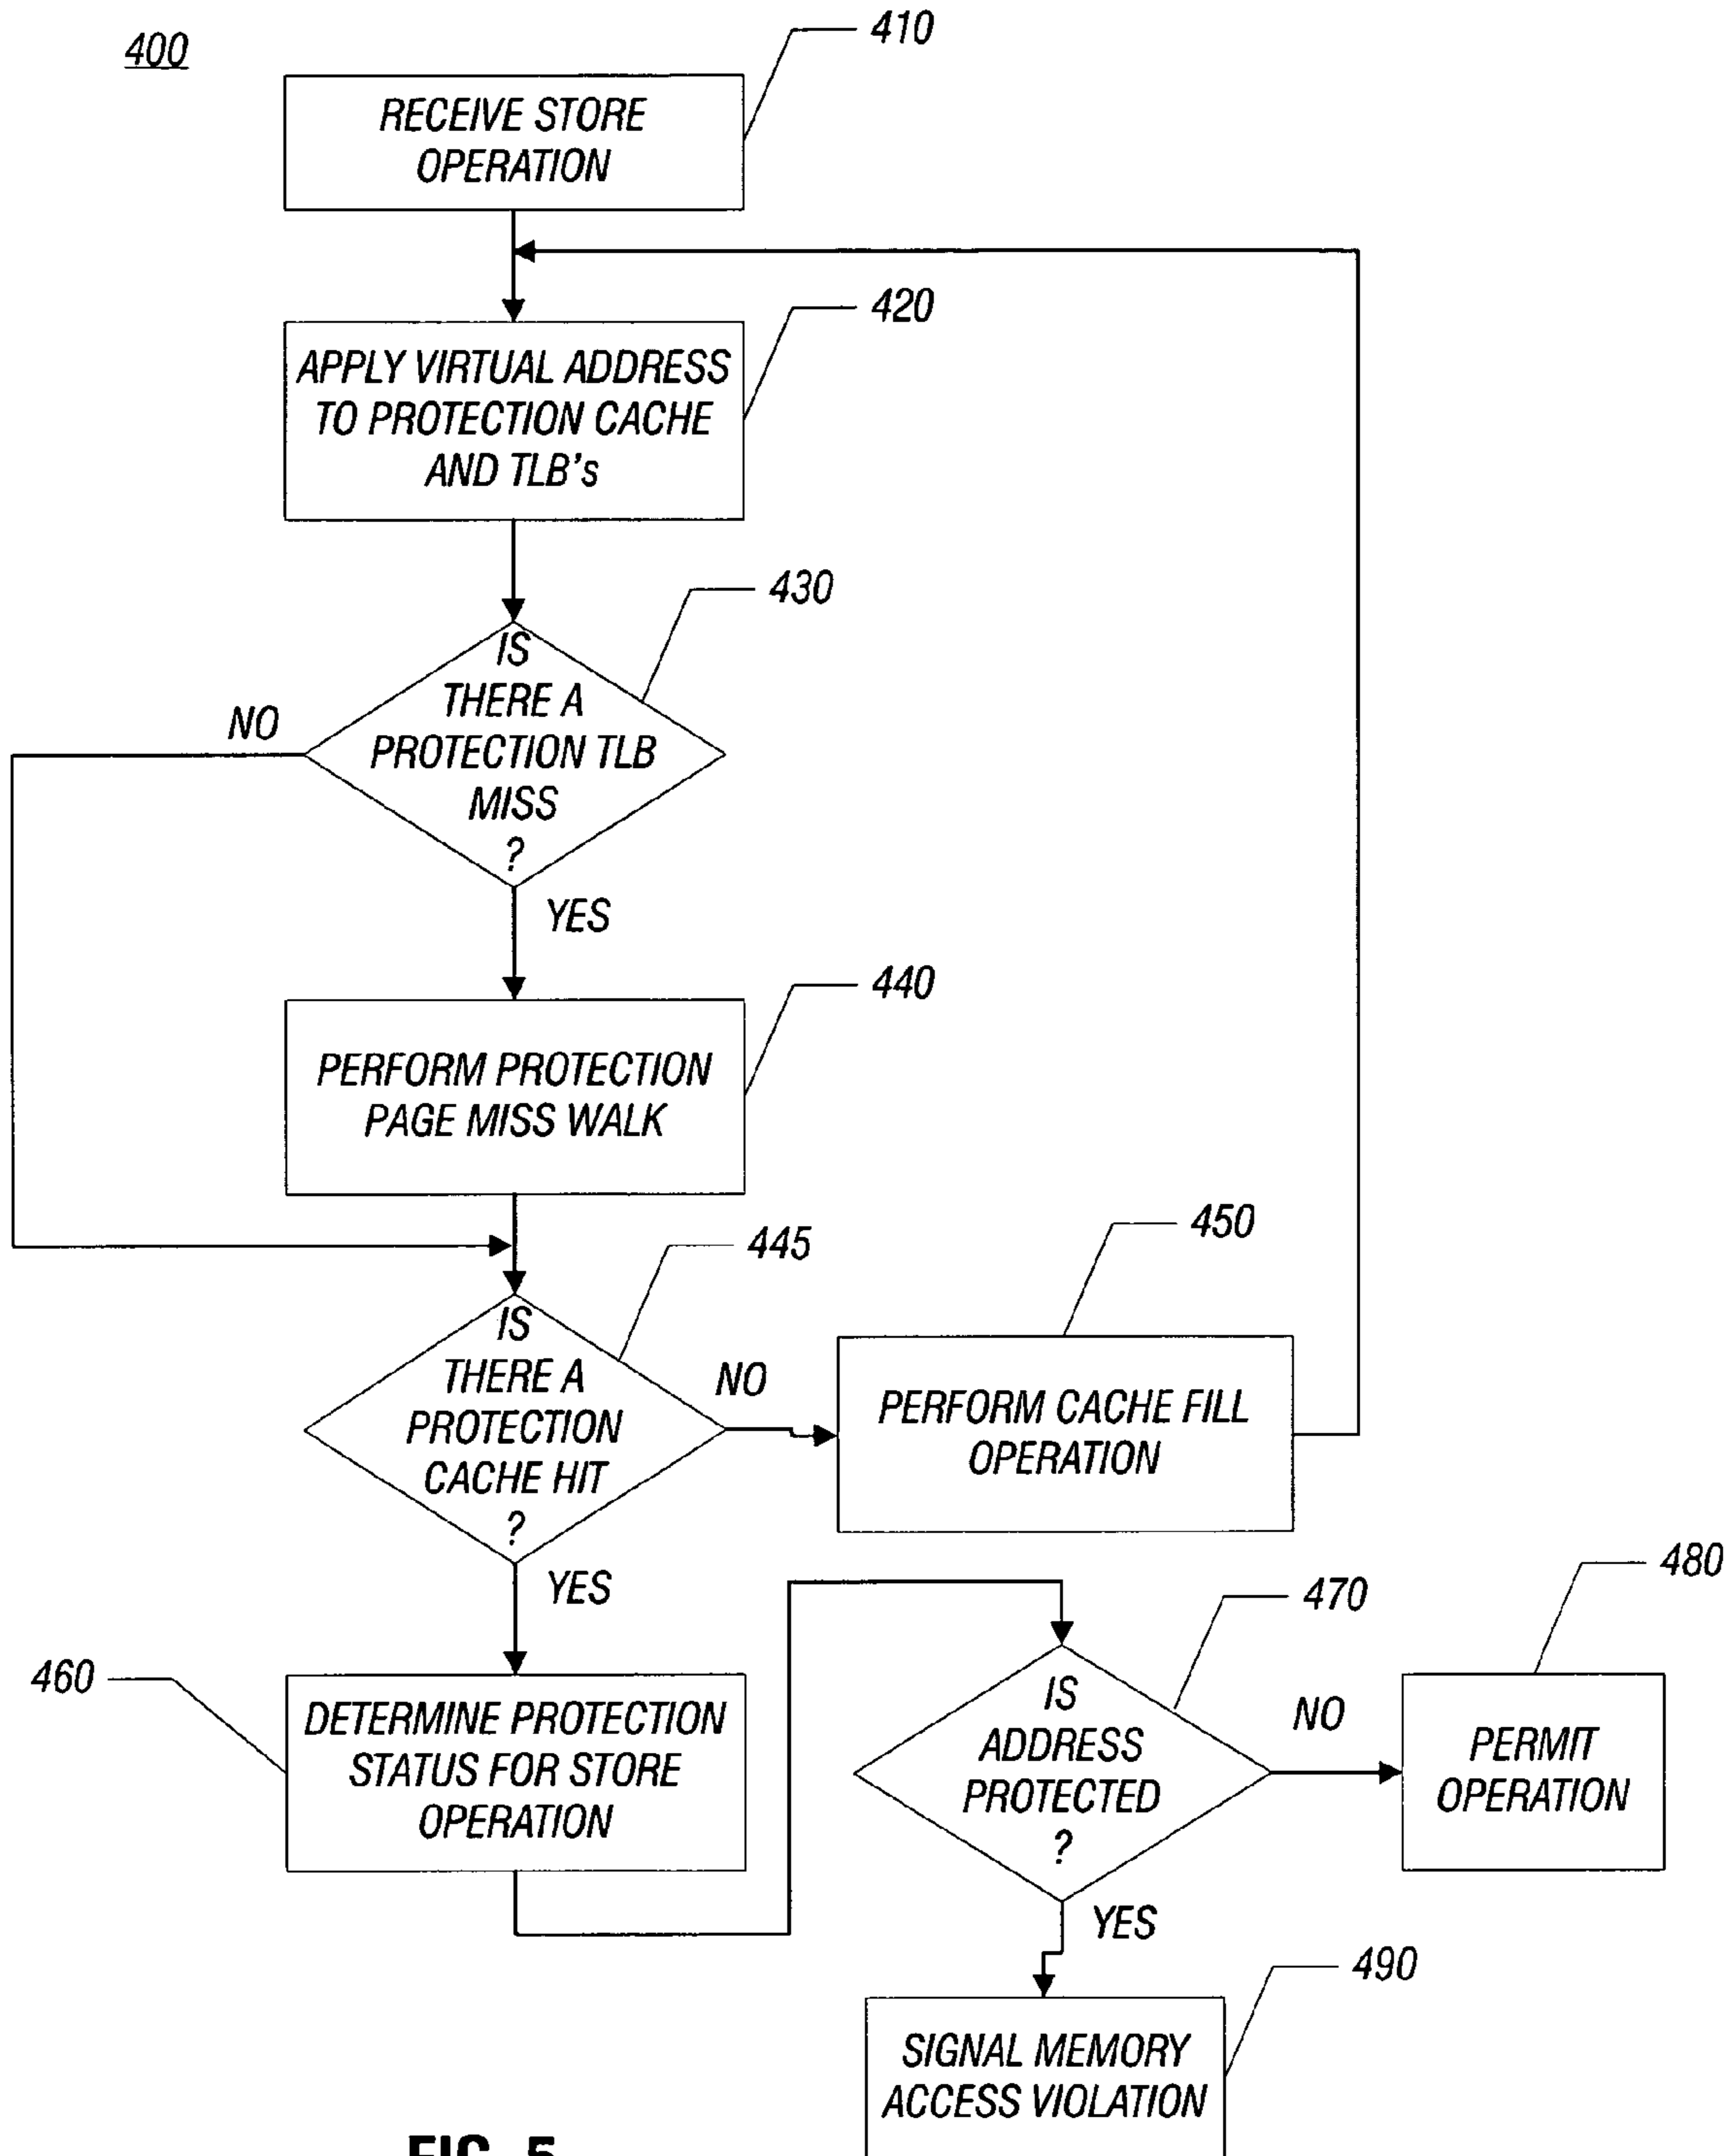 400
410
RECEIVE STORE
OPERATION
420
APPLY VIRTUAL ADDRESS
TO PROTECTION CACHE
AND TLB's
430
IS
THERE A
PROTECTION TLB
MISS
?
NO
YES
440
PERFORM PROTECTION
PAGE MISS WALK
445
IS
THERE A
PROTECTION
CACHE HIT
?
NO
450
PERFORM CACHE FILL
OPERATION
YES
460
DETERMINE PROTECTION
STATUS FOR STORE
OPERATION
470
IS
ADDRESS
PROTECTED
?
NO
480
PERMIT
OPERATION
YES
490
SIGNAL MEMORY
ACCESS VIOLATION
FIG. 5